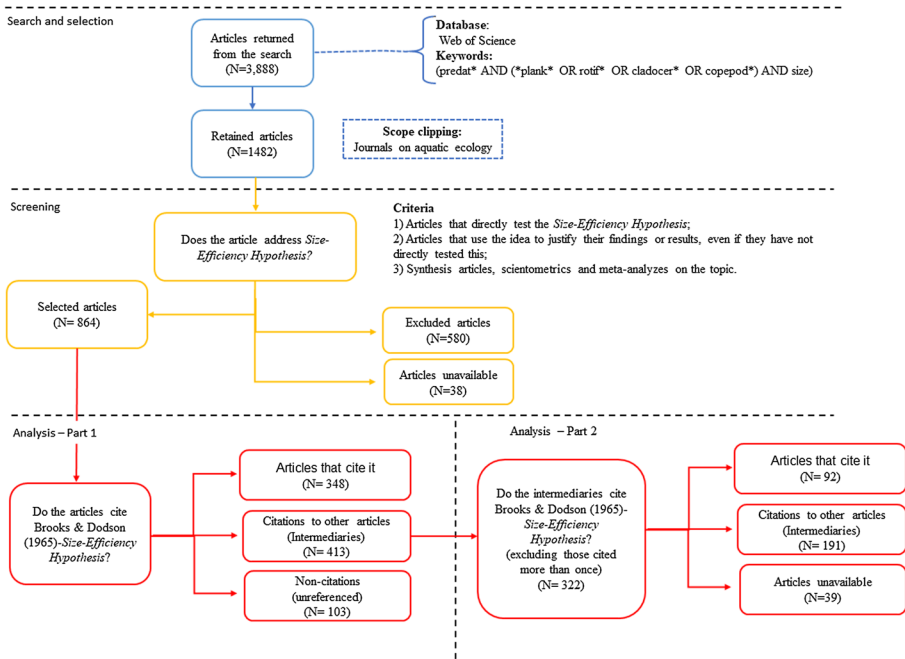 Search and selection
Articles returned
from the search
(N=3,888)
Database:
Web of Science
Keywords:
(predat* AND (*plank* OR rotif* OR cladocer* OR copepod*) AND size)
Retained articles
(N=1482)
Scope clipping:
Journals on aquatic ecology
Screening
Does the article address Size-
Efficiency Hypothesis?
Criteria
1) Articles that directly test the Size-Efficiency Hypothesis;
2) Articles that use the idea to justify their findings or results, even if they have not
directly tested this;
3) Synthesis articles, scientometrics and meta-analyzes on the topic.
Selected articles
(N= 864)
Excluded articles
(N=580)
Articles unavailable
(N=38)
Analysis – Part 1
Do the articles cite
Brooks & Dodson
(1965)-Size-Efficiency
Hypothesis?
Articles that cite it
(N= 348)
Citations to other articles
(Intermediaries)
(N= 413)
Non-citations
(unreferenced)
(N= 103)
Analysis – Part 2
Do the intermediaries cite
Brooks & Dodson (1965)-
Size-Efficiency
Hypothesis?
(excluding those cited
more than once)
(N= 322)
Articles that cite it
(N= 92)
Citations to other articles
(Intermediaries)
(N= 191)
Articles unavailable
(N=39)